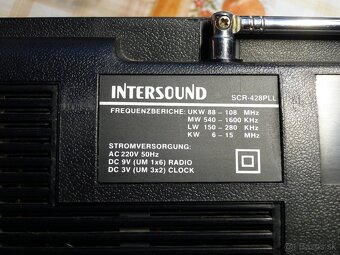 INTERSOUND
SCR-428PLL
FREQUENZBERICHE: UKW 88 - 108 MHz
MW 540 - 1600 KHz
LW 150 - 280 KHz
KW 6 - 15 MHz
STROMVERSORGUNG:
AC 220V 50Hz
DC 9V (UM 1x6) RADIO
DC 3V (UM 3x2) CLOCK